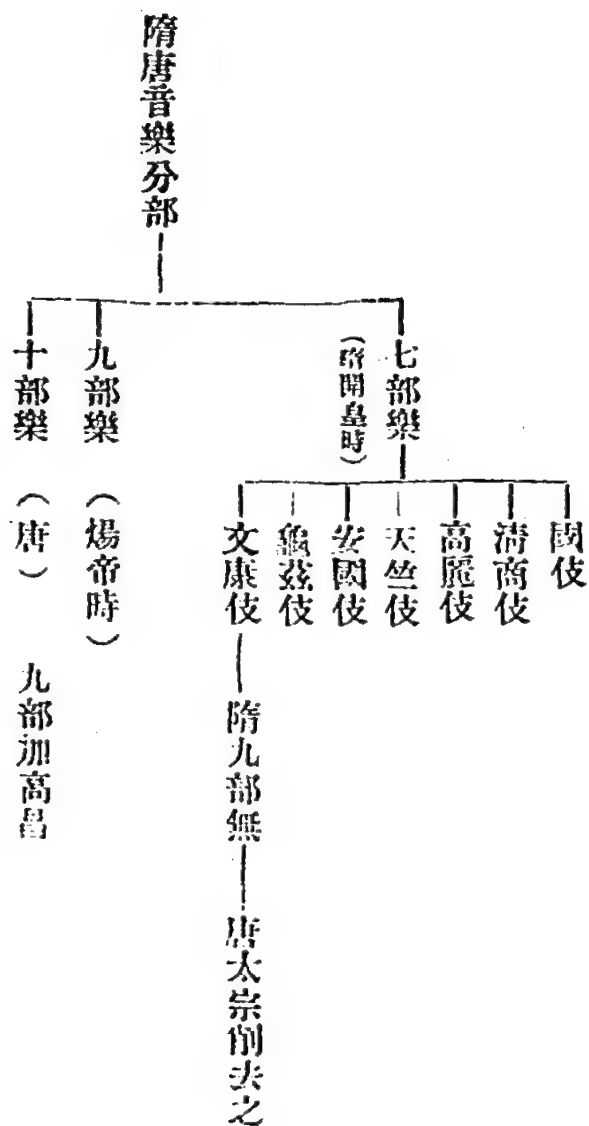 隋唐音樂分部
七部樂
（隋開皇時）
國伎
清商伎
高麗伎
天竺伎
安國伎
龜茲伎
文康伎
隋九部無
唐太宗削去之
九部樂
（煬帝時）
十部樂
（唐）
九部加高昌